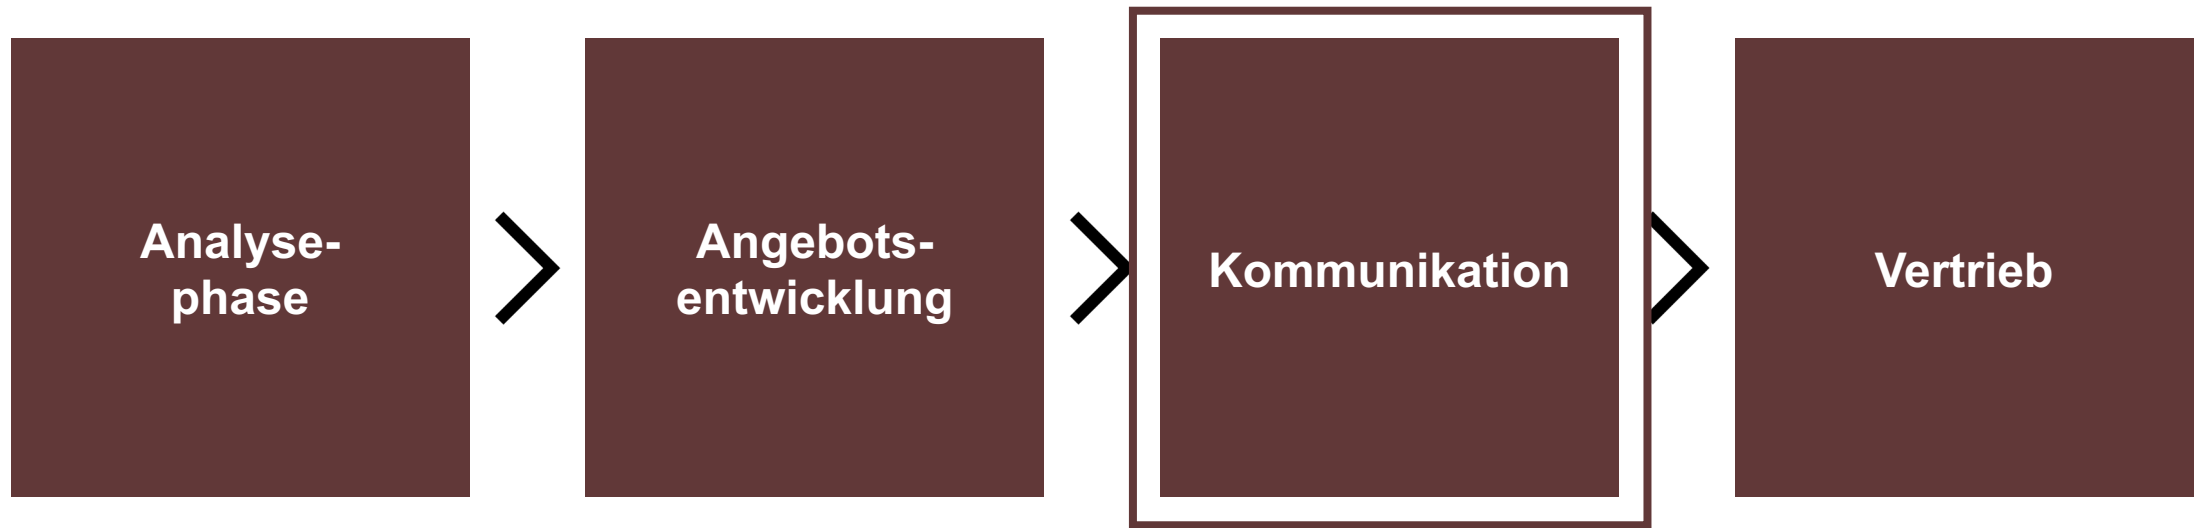 Analyse-
phase
Angebots-
entwicklung
Kommunikation
Vertrieb